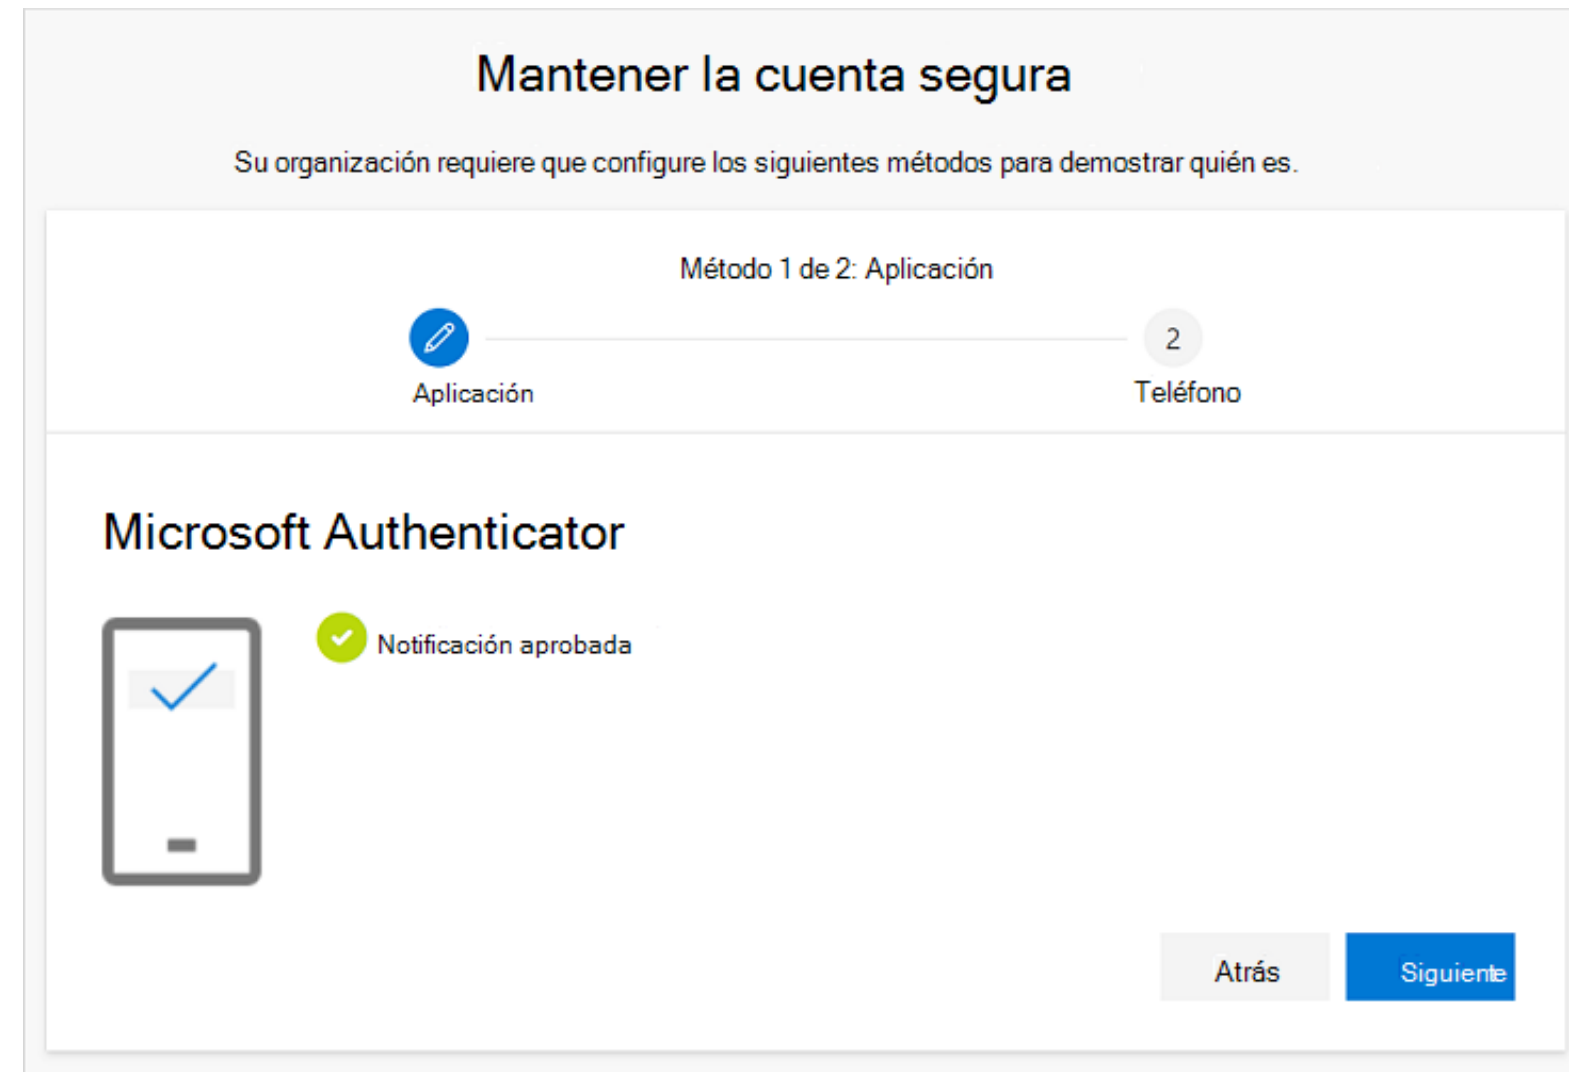 Mantener la cuenta segura
Su organización requiere que configure los siguientes métodos para demostrar quién es.
Método 1 de 2: Aplicación
2
Aplicación
Teléfono
Microsoft Authenticator
Notificación aprobada
Atrás
Siguiente